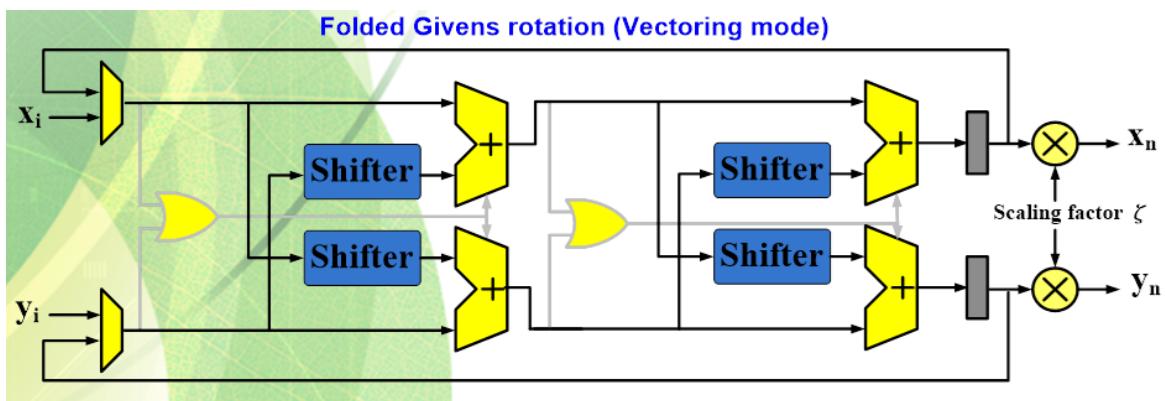 Folded Givens rotation (Vectoring mode)
xᵢ
+
+
xₙ
Shifter
Shifter
Scaling factor ζ
Shifter
Shifter
yᵢ
+
+
yₙ